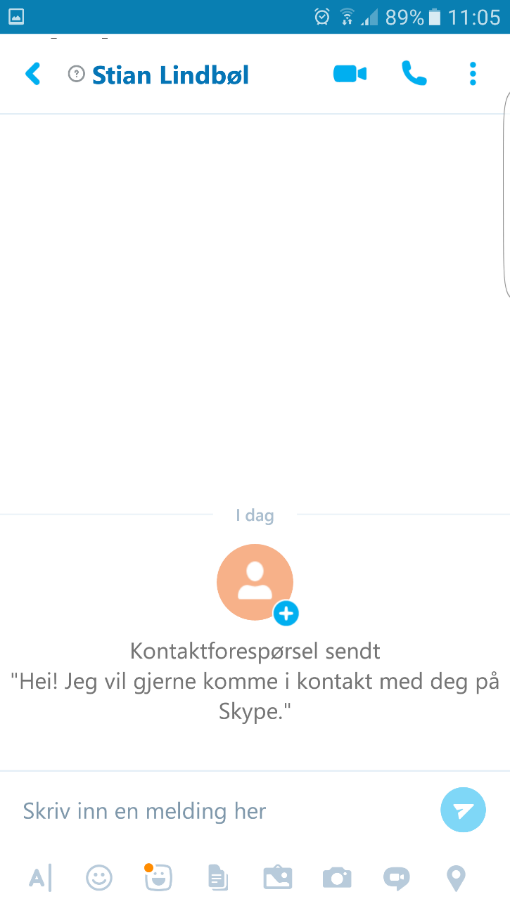 89% 11:05
Stian Lindbøl
I dag
Kontaktforespørsel sendt
"Hei! Jeg vil gjerne komme i kontakt med deg på
Skype."
Skriv inn en melding her
A